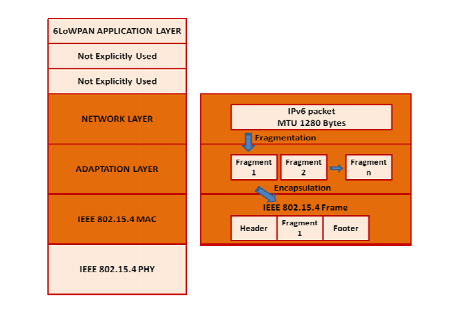 6LoWPAN APPLICATION LAYER
Not Explicitly Used
Not Explicitly Used
NETWORK LAYER
ADAPTATION LAYER
IEEE 802.15.4 MAC
IEEE 802.15.4 PHY
IPv6 packet
MTU 1280 Bytes
Fragmentation
Fragment
1
Fragment
2
Fragment
n
Encapsulation
IEEE 802.15.4 Frame
Header
Fragment
1
Footer